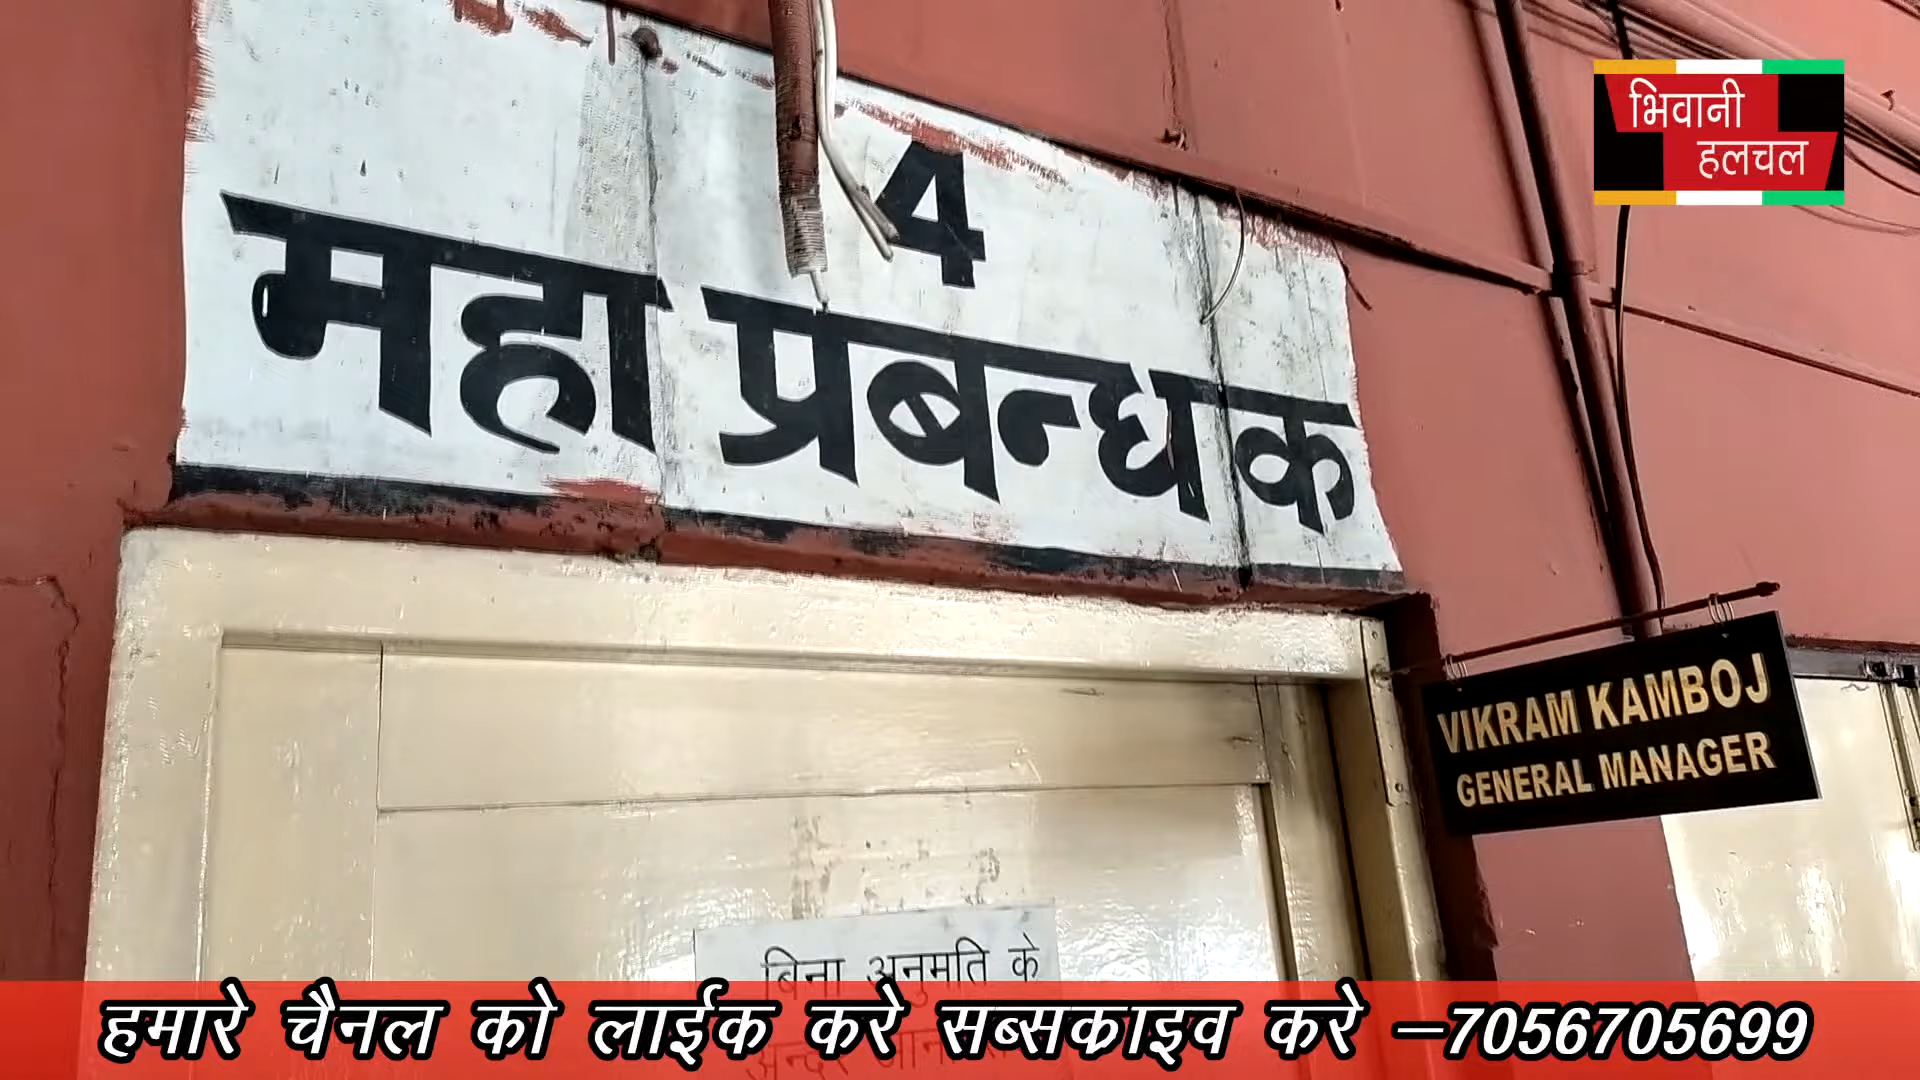 भिवानी
हलचल
4
महा प्रबन्धक
VIKRAM KAMBOJ
GENERAL MANAGER
बिना अनुमति के
हमारे चैनल को लाईक करे सब्सक्राइव करे –7056705699